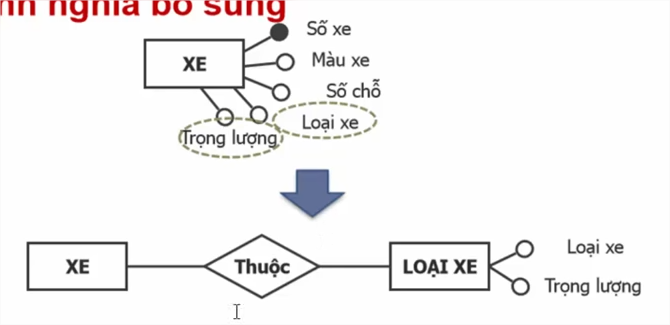 nh nghĩa bổ sung
Số xe
XE
Màu xe
Số chỗ
Loại xe
Trọng lượng
XE
Thuộc
LOẠI XE
Loại xe
Trọng lượng